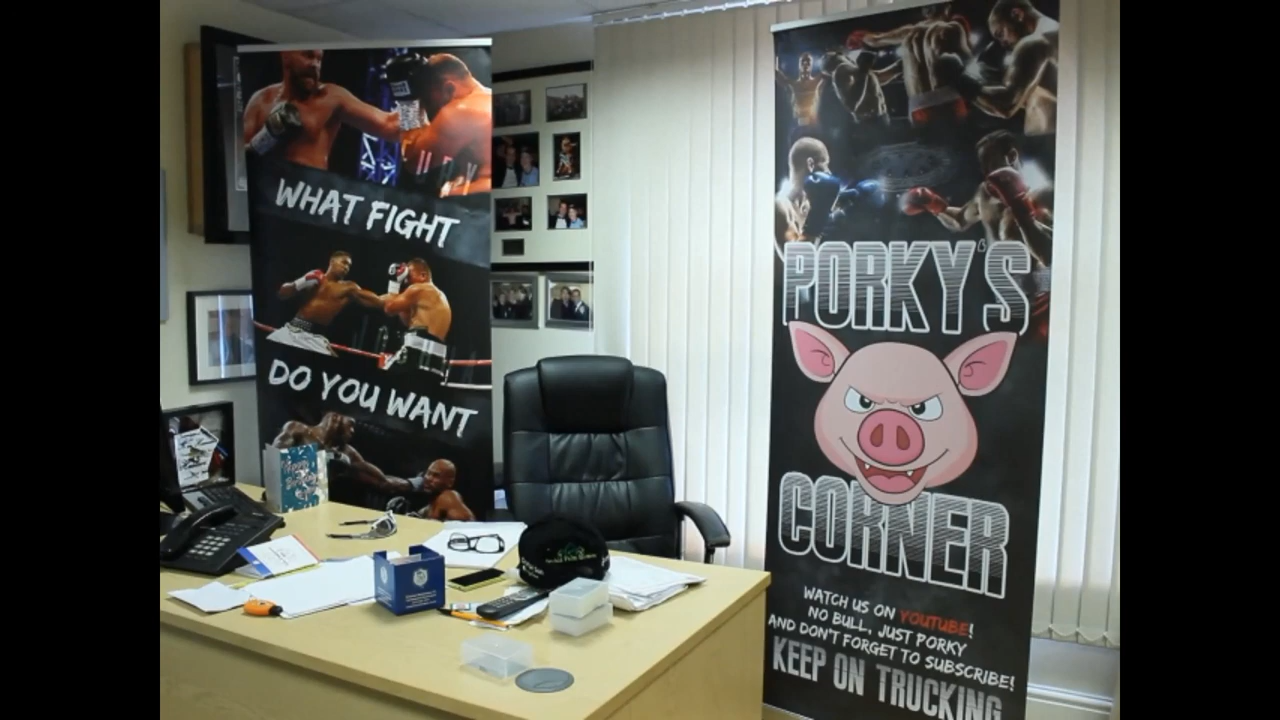 WHAT FIGHT
DO YOU WANT
PORKY'S
CORNER
WATCH US ON YOUTUBE!
NO BULL, JUST PORKY
AND DON'T FORGET TO SUBSCRIBE!
KEEP ON TRUCKING